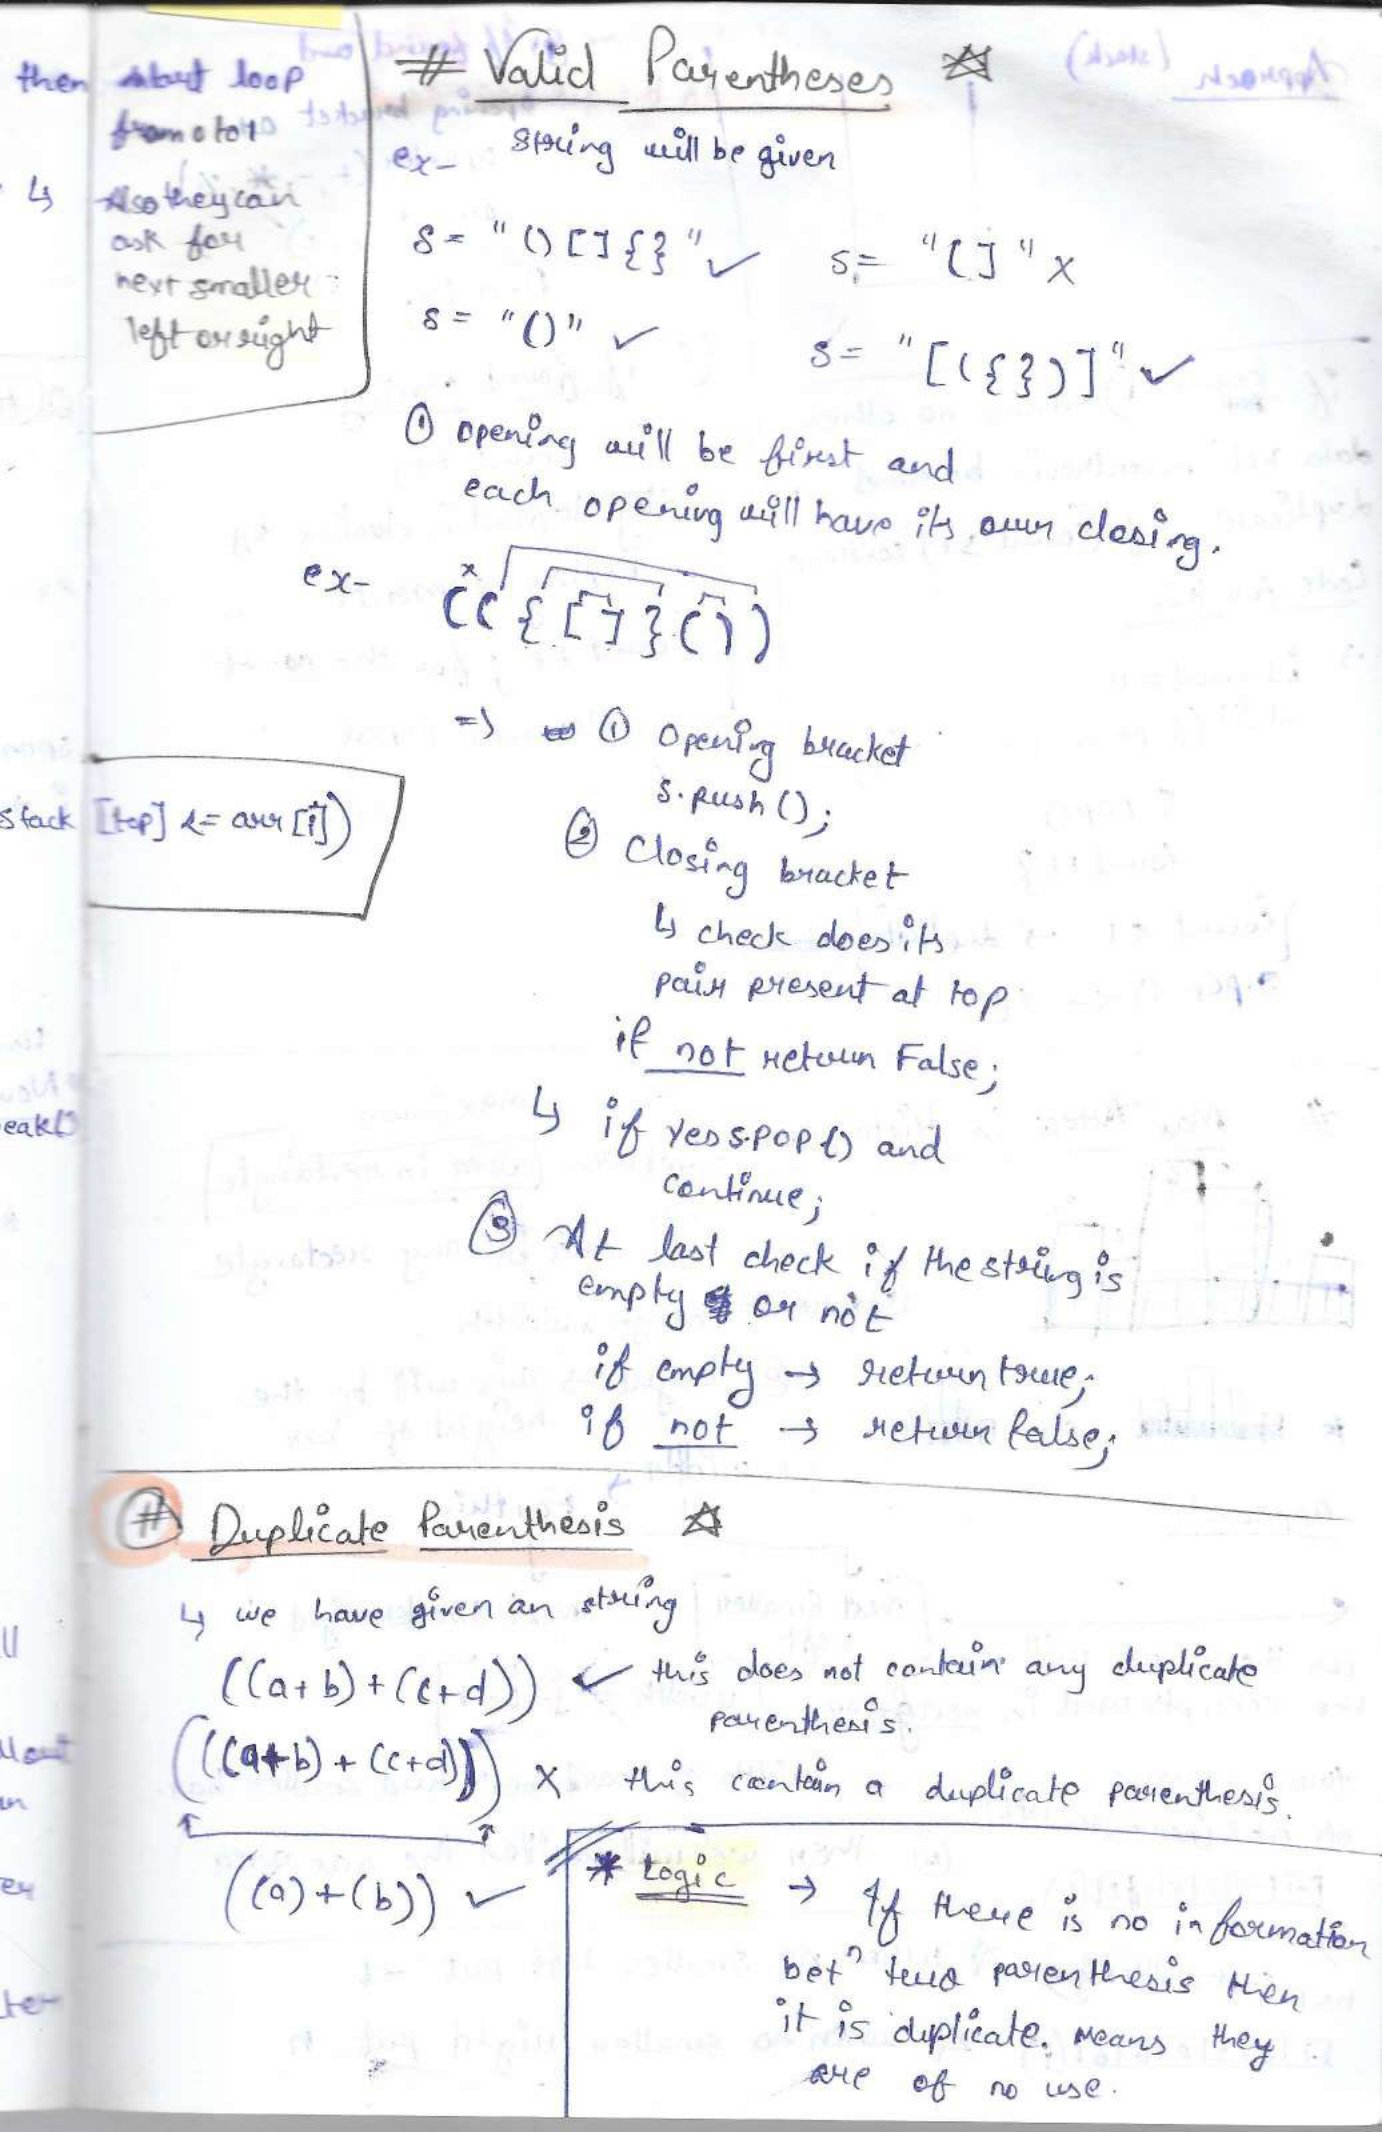 then start loop
from 0 to 1
↳ Also they can
ask for
next smaller
left or right
# Valid Parentheses ☆
ex- string will be given
s = "()[]{}" ✓ s = "(]" x
s = "()" ✓ s = "[({})]" ✓
① opening will be first and
each opening will have its own closing.
ex- (({[]}())
=> ① Opening bracket
s.push();
② Closing bracket
↳ check does its
pair present at top
if not return False;
↳ if yes s.pop() and
continue;
③ At last check if the string is
empty or not
if empty → return true;
if not → return false;
stack [top] <= arr[i])
# Duplicate Parenthesis ☆
↳ we have given an string
((a+b)+(c+d)) ✓ this does not contain any duplicate
parenthesis.
(((a+b)+(c+d))) x this contain a duplicate parenthesis.
((a)+(b)) ✓
* Logic → If there is no information
betⁿ two parenthesis then
it is duplicate. Means they
are of no use.